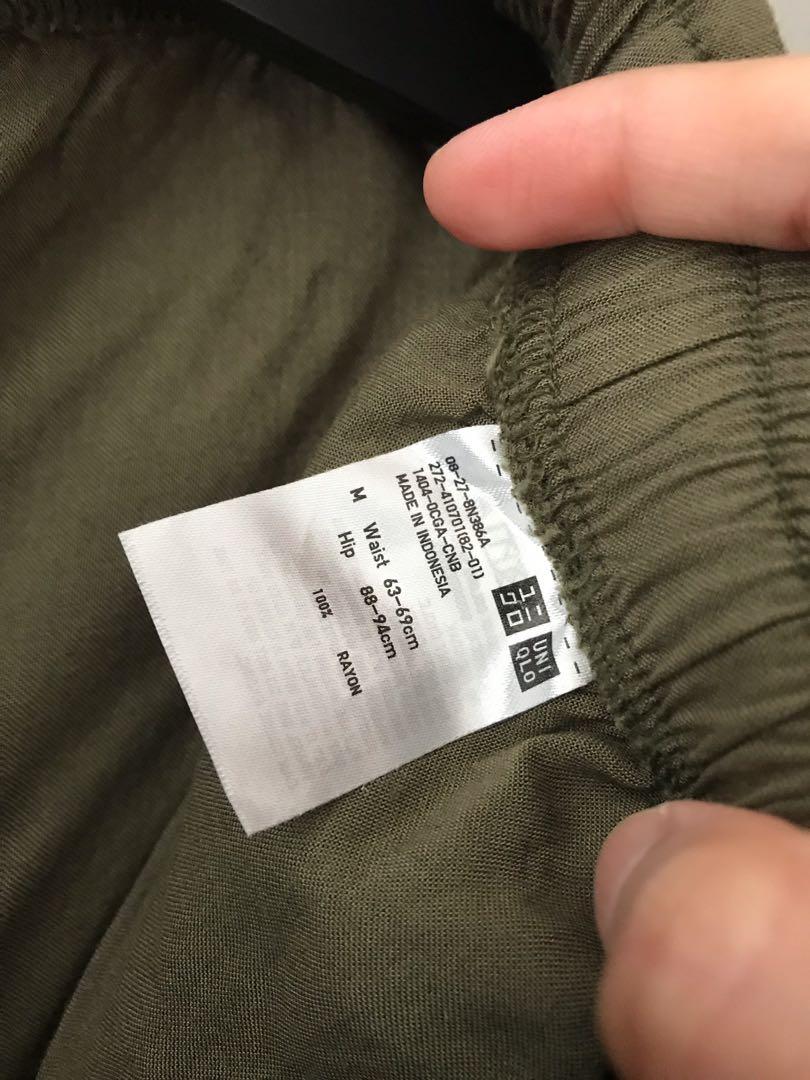 ユニ
クロ
UNI
QLO
08-27-8N386A
272-410701(82-01)
1404-0CGA-CNB
MADE IN INDONESIA
M Waist 63-69cm
Hip 88-94cm
100% RAYON